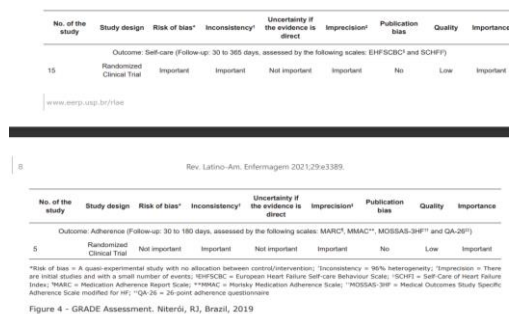 No. of the study Study design Risk of bias* Inconsistency† Uncertainty if the evidence is direct Imprecision‡ Publication bias Quality Importance
Outcome: Self-care (Follow-up: 30 to 365 days, assessed by the following scales: EHFSCBC§ and SCHFI||)
15 Randomized Clinical Trial Important Important Not important Important No Low Important
www.eerp.usp.br/rlae
8 Rev. Latino-Am. Enfermagem 2021;29:e3389.
No. of the study Study design Risk of bias* Inconsistency† Uncertainty if the evidence is direct Imprecision‡ Publication bias Quality Importance
Outcome: Adherence (Follow-up: 30 to 180 days, assessed by the following scales: MARC¶, MMAC**, MOSSAS-3HF†† and QA-26‡‡)
5 Randomized Clinical Trial Not important Important Not important Important No Low Important
*Risk of bias = A quasi-experimental study with no allocation between control/intervention; †Inconsistency = 96% heterogeneity; ‡Imprecision = There
are initial studies and with a small number of events; §EHFSCBC = European Heart Failure Self-care Behaviour Scale; ||SCHFI = Self-Care of Heart Failure
Index; ¶MARC = Medication Adherence Report Scale; **MMAC = Morisky Medication Adherence Scale; ††MOSSAS-3HF = Medical Outcomes Study Specific
Adherence Scale modified for HF; ‡‡QA-26 = 26-point adherence questionnaire
Figure 4 - GRADE Assessment. Niterói, RJ, Brazil, 2019